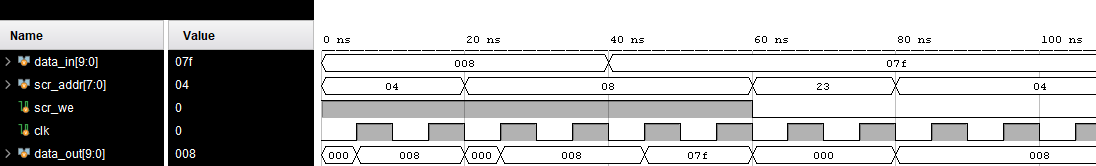 Name Value 0 ns 20 ns 40 ns 60 ns 80 ns 100 ns
data_in[9:0] 07f 008 07f
scr_addr[7:0] 04 04 08 23 04
scr_we 0
clk 0
data_out[9:0] 008 000 008 000 008 07f 000 008